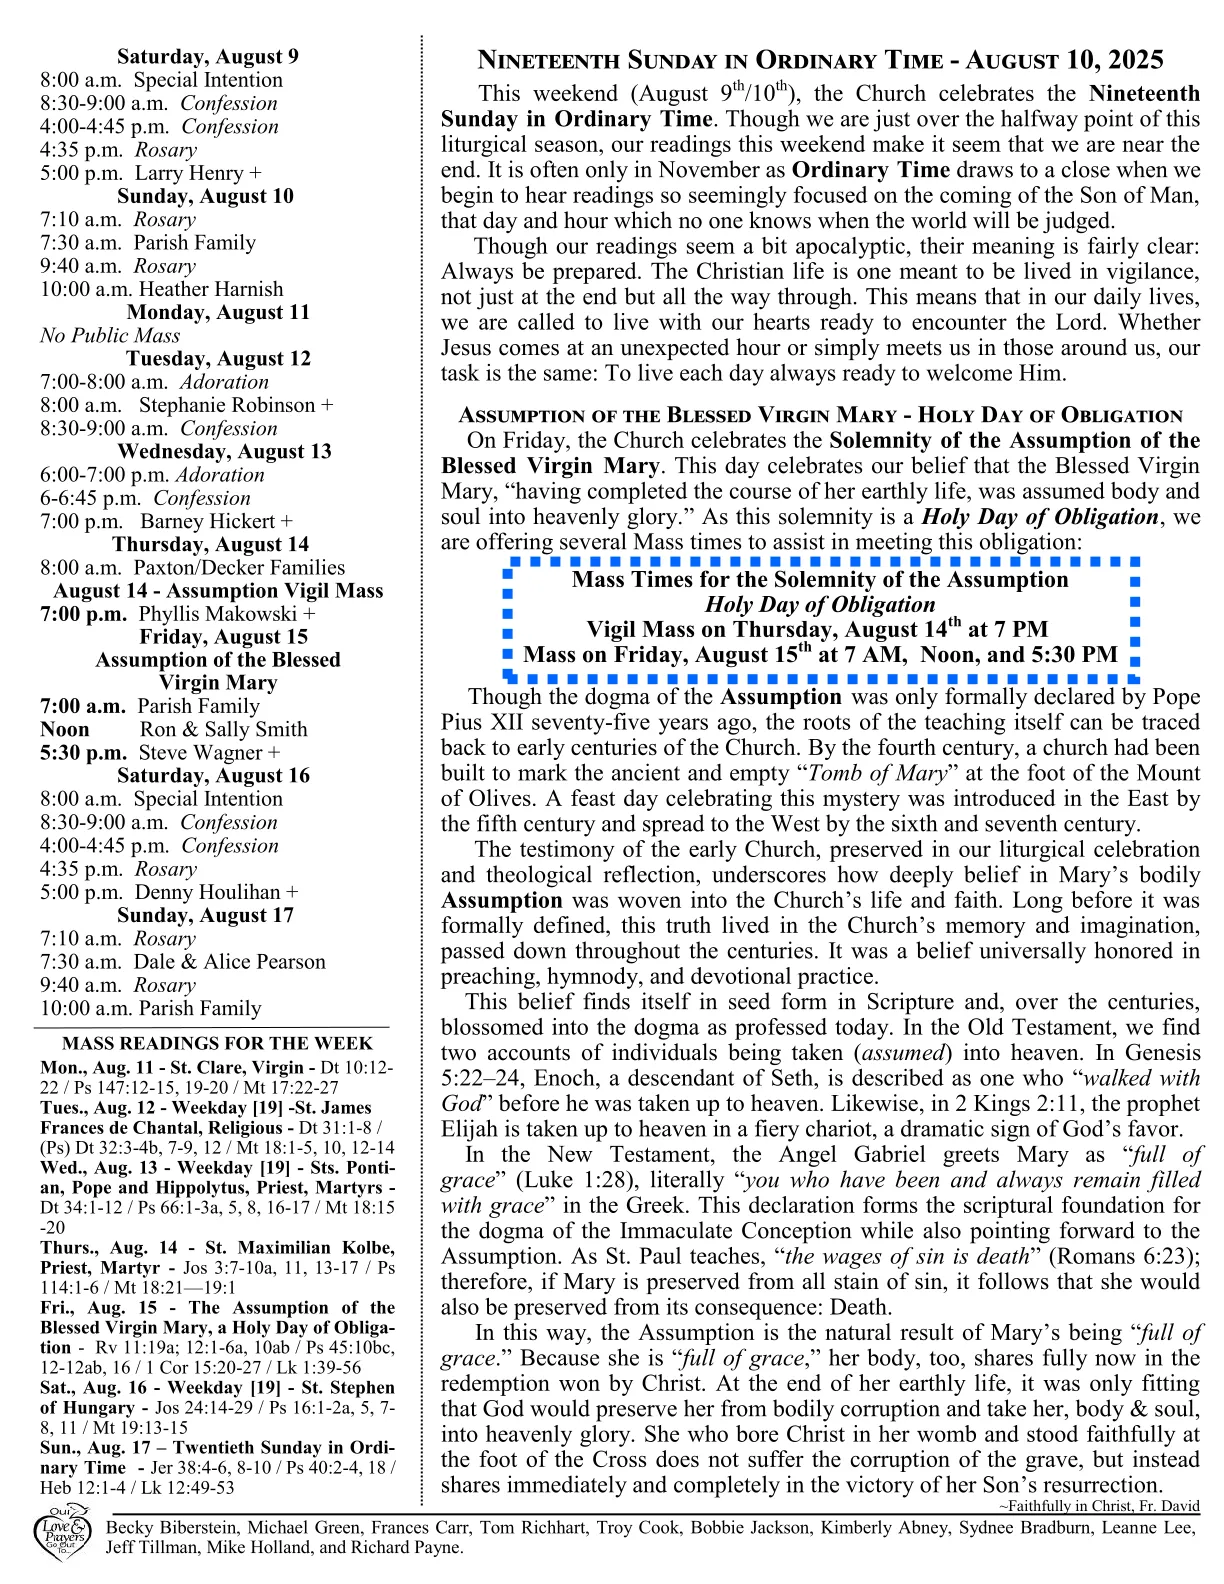 Saturday, August 9
8:00 a.m. Special Intention
8:30-9:00 a.m. Confession
4:00-4:45 p.m. Confession
4:35 p.m. Rosary
5:00 p.m. Larry Henry +
Sunday, August 10
7:10 a.m. Rosary
7:30 a.m. Parish Family
9:40 a.m. Rosary
10:00 a.m. Heather Harnish
Monday, August 11
No Public Mass
Tuesday, August 12
7:00-8:00 a.m. Adoration
8:00 a.m. Stephanie Robinson +
8:30-9:00 a.m. Confession
Wednesday, August 13
6:00-7:00 p.m. Adoration
6-6:45 p.m. Confession
7:00 p.m. Barney Hickert +
Thursday, August 14
8:00 a.m. Paxton/Decker Families
August 14 - Assumption Vigil Mass
7:00 p.m. Phyllis Makowski +
Friday, August 15
Assumption of the Blessed
Virgin Mary
7:00 a.m. Parish Family
Noon Ron & Sally Smith
5:30 p.m. Steve Wagner +
Saturday, August 16
8:00 a.m. Special Intention
8:30-9:00 a.m. Confession
4:00-4:45 p.m. Confession
4:35 p.m. Rosary
5:00 p.m. Denny Houlihan +
Sunday, August 17
7:10 a.m. Rosary
7:30 a.m. Dale & Alice Pearson
9:40 a.m. Rosary
10:00 a.m. Parish Family
MASS READINGS FOR THE WEEK
Mon., Aug. 11 - St. Clare, Virgin - Dt 10:12-
22 / Ps 147:12-15, 19-20 / Mt 17:22-27
Tues., Aug. 12 - Weekday [19] -St. James
Frances de Chantal, Religious - Dt 31:1-8 /
(Ps) Dt 32:3-4b, 7-9, 12 / Mt 18:1-5, 10, 12-14
Wed., Aug. 13 - Weekday [19] - Sts. Ponti-
an, Pope and Hippolytus, Priest, Martyrs -
Dt 34:1-12 / Ps 66:1-3a, 5, 8, 16-17 / Mt 18:15
-20
Thurs., Aug. 14 - St. Maximilian Kolbe,
Priest, Martyr - Jos 3:7-10a, 11, 13-17 / Ps
114:1-6 / Mt 18:21—19:1
Fri., Aug. 15 - The Assumption of the
Blessed Virgin Mary, a Holy Day of Obliga-
tion - Rv 11:19a; 12:1-6a, 10ab / Ps 45:10bc,
12-12ab, 16 / 1 Cor 15:20-27 / Lk 1:39-56
Sat., Aug. 16 - Weekday [19] - St. Stephen
of Hungary - Jos 24:14-29 / Ps 16:1-2a, 5, 7-
8, 11 / Mt 19:13-15
Sun., Aug. 17 – Twentieth Sunday in Ordi-
nary Time - Jer 38:4-6, 8-10 / Ps 40:2-4, 18 /
Heb 12:1-4 / Lk 12:49-53
NINETEENTH SUNDAY IN ORDINARY TIME - AUGUST 10, 2025
This weekend (August 9th/10th), the Church celebrates the Nineteenth
Sunday in Ordinary Time. Though we are just over the halfway point of this
liturgical season, our readings this weekend make it seem that we are near the
end. It is often only in November as Ordinary Time draws to a close when we
begin to hear readings so seemingly focused on the coming of the Son of Man,
that day and hour which no one knows when the world will be judged.
Though our readings seem a bit apocalyptic, their meaning is fairly clear:
Always be prepared. The Christian life is one meant to be lived in vigilance,
not just at the end but all the way through. This means that in our daily lives,
we are called to live with our hearts ready to encounter the Lord. Whether
Jesus comes at an unexpected hour or simply meets us in those around us, our
task is the same: To live each day always ready to welcome Him.
ASSUMPTION OF THE BLESSED VIRGIN MARY - HOLY DAY OF OBLIGATION
On Friday, the Church celebrates the Solemnity of the Assumption of the
Blessed Virgin Mary. This day celebrates our belief that the Blessed Virgin
Mary, “having completed the course of her earthly life, was assumed body and
soul into heavenly glory.” As this solemnity is a Holy Day of Obligation, we
are offering several Mass times to assist in meeting this obligation:
Mass Times for the Solemnity of the Assumption
Holy Day of Obligation
Vigil Mass on Thursday, August 14th at 7 PM
Mass on Friday, August 15th at 7 AM, Noon, and 5:30 PM
Though the dogma of the Assumption was only formally declared by Pope
Pius XII seventy-five years ago, the roots of the teaching itself can be traced
back to early centuries of the Church. By the fourth century, a church had been
built to mark the ancient and empty “Tomb of Mary” at the foot of the Mount
of Olives. A feast day celebrating this mystery was introduced in the East by
the fifth century and spread to the West by the sixth and seventh century.
The testimony of the early Church, preserved in our liturgical celebration
and theological reflection, underscores how deeply belief in Mary’s bodily
Assumption was woven into the Church’s life and faith. Long before it was
formally defined, this truth lived in the Church’s memory and imagination,
passed down throughout the centuries. It was a belief universally honored in
preaching, hymnody, and devotional practice.
This belief finds itself in seed form in Scripture and, over the centuries,
blossomed into the dogma as professed today. In the Old Testament, we find
two accounts of individuals being taken (assumed) into heaven. In Genesis
5:22–24, Enoch, a descendant of Seth, is described as one who “walked with
God” before he was taken up to heaven. Likewise, in 2 Kings 2:11, the prophet
Elijah is taken up to heaven in a fiery chariot, a dramatic sign of God’s favor.
In the New Testament, the Angel Gabriel greets Mary as “full of
grace” (Luke 1:28), literally “you who have been and always remain filled
with grace” in the Greek. This declaration forms the scriptural foundation for
the dogma of the Immaculate Conception while also pointing forward to the
Assumption. As St. Paul teaches, “the wages of sin is death” (Romans 6:23);
therefore, if Mary is preserved from all stain of sin, it follows that she would
also be preserved from its consequence: Death.
In this way, the Assumption is the natural result of Mary’s being “full of
grace.” Because she is “full of grace,” her body, too, shares fully now in the
redemption won by Christ. At the end of her earthly life, it was only fitting
that God would preserve her from bodily corruption and take her, body & soul,
into heavenly glory. She who bore Christ in her womb and stood faithfully at
the foot of the Cross does not suffer the corruption of the grave, but instead
shares immediately and completely in the victory of her Son’s resurrection.
~Faithfully in Christ, Fr. David
Our
Love &
Prayers
Go Out
To...
Becky Biberstein, Michael Green, Frances Carr, Tom Richhart, Troy Cook, Bobbie Jackson, Kimberly Abney, Sydnee Bradburn, Leanne Lee,
Jeff Tillman, Mike Holland, and Richard Payne.